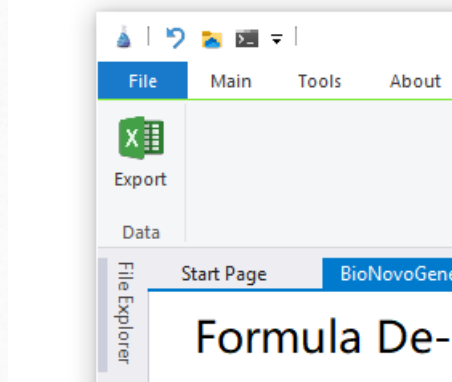 File Main Tools About
Export
Data
File Explorer
Start Page
Formula De-